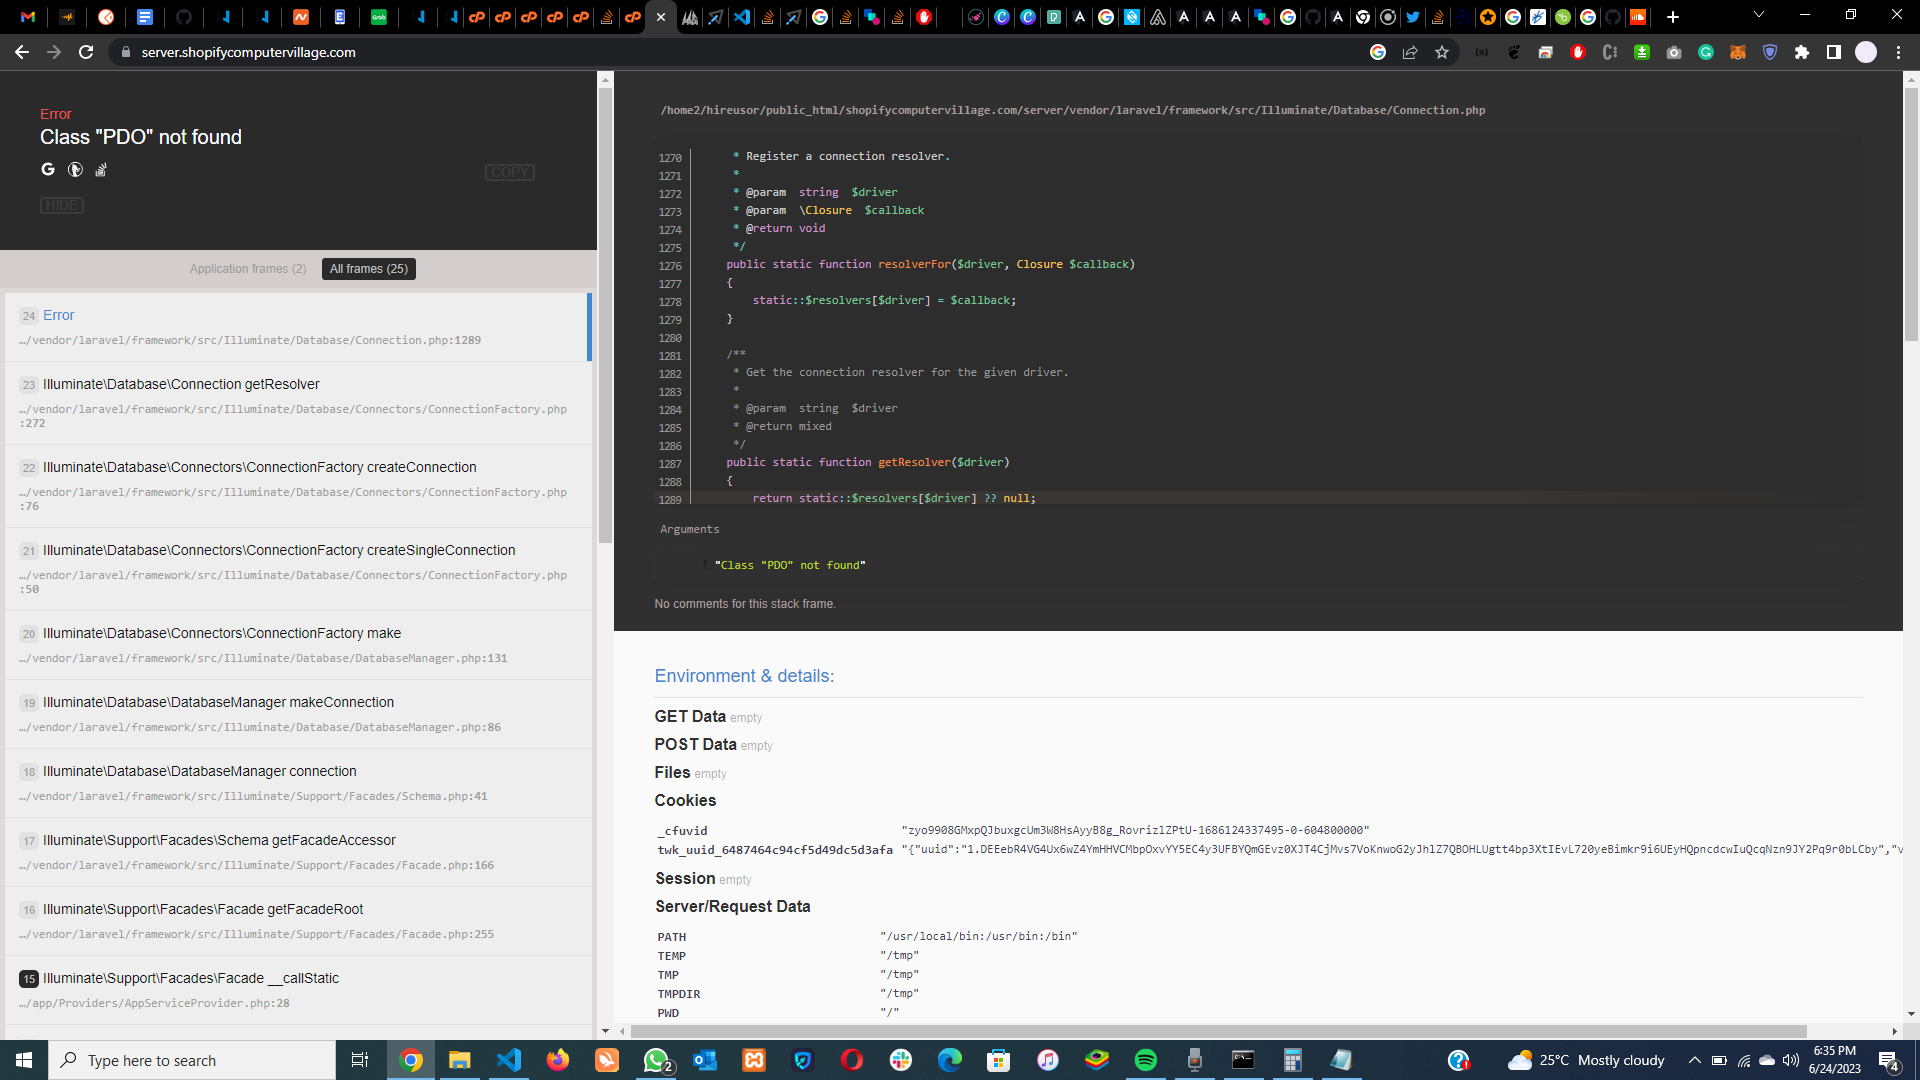 server.shopifycomputervillage.com
Error
Class "PDO" not found
COPY
HIDE
Application frames (2)
All frames (25)
24 Error
…/vendor/laravel/framework/src/Illuminate/Database/Connection.php:1289
23 Illuminate\Database\Connection getResolver
…/vendor/laravel/framework/src/Illuminate/Database/Connectors/ConnectionFactory.php
:272
22 Illuminate\Database\Connectors\ConnectionFactory createConnection
…/vendor/laravel/framework/src/Illuminate/Database/Connectors/ConnectionFactory.php
:76
21 Illuminate\Database\Connectors\ConnectionFactory createSingleConnection
…/vendor/laravel/framework/src/Illuminate/Database/Connectors/ConnectionFactory.php
:50
20 Illuminate\Database\Connectors\ConnectionFactory make
…/vendor/laravel/framework/src/Illuminate/Database/DatabaseManager.php:131
19 Illuminate\Database\DatabaseManager makeConnection
…/vendor/laravel/framework/src/Illuminate/Database/DatabaseManager.php:86
18 Illuminate\Database\DatabaseManager connection
…/vendor/laravel/framework/src/Illuminate/Support/Facades/Schema.php:41
17 Illuminate\Support\Facades\Schema getFacadeAccessor
…/vendor/laravel/framework/src/Illuminate/Support/Facades/Facade.php:166
16 Illuminate\Support\Facades\Facade getFacadeRoot
…/vendor/laravel/framework/src/Illuminate/Support/Facades/Facade.php:255
15 Illuminate\Support\Facades\Facade __callStatic
…/app/Providers/AppServiceProvider.php:28
/home2/hireusor/public_html/shopifycomputervillage.com/server/vendor/laravel/framework/src/Illuminate/Database/Connection.php
1270 * Register a connection resolver.
1271 *
1272 * @param  string  $driver
1273 * @param  \Closure  $callback
1274 * @return void
1275 */
1276 public static function resolverFor($driver, Closure $callback)
1277 {
1278 static::$resolvers[$driver] = $callback;
1279 }
1280
1281 /**
1282 * Get the connection resolver for the given driver.
1283 *
1284 * @param  string  $driver
1285 * @return mixed
1286 */
1287 public static function getResolver($driver)
1288 {
1289 return static::$resolvers[$driver] ?? null;
Arguments
1. "Class "PDO" not found"
No comments for this stack frame.
Environment & details:
GET Data empty
POST Data empty
Files empty
Cookies
_cfuvid "zyo9908GMxpQJbuxgcUm3W8HsAyyB8g_RovrizlZPtU-1686124337495-0-604800000"
twk_uuid_6487464c94cf5d49dc5d3afa "{"uuid":"1.DEEebR4VG4Ux6wZ4YmHHVCMbpOxvYY5EC4y3UFBYQmGEvz0XJT4CjMvs7VoKnwoG2yJhlZ7QBOHLUgtt4bp3XtIEvL720yeBimkr9i6UEyHQpncdcwIuQcqNzn9JY2Pq9r0bLCby","v
Session empty
Server/Request Data
PATH "/usr/local/bin:/usr/bin:/bin"
TEMP "/tmp"
TMP "/tmp"
TMPDIR "/tmp"
PWD "/"
Type here to search
2
25°C Mostly cloudy
6:35 PM
6/24/2023
4